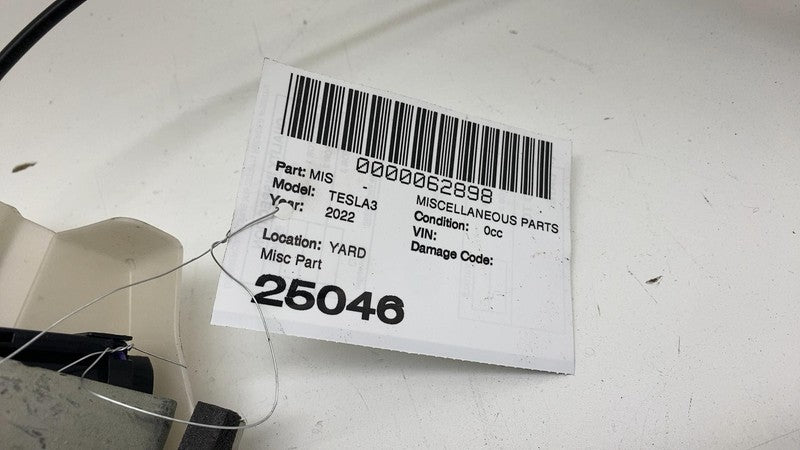 0000062898
Part: MIS - MISCELLANEOUS PARTS
Model: TESLA3 Condition: 0cc
Year: 2022 VIN:
Damage Code:
Location: YARD
Misc Part
25046